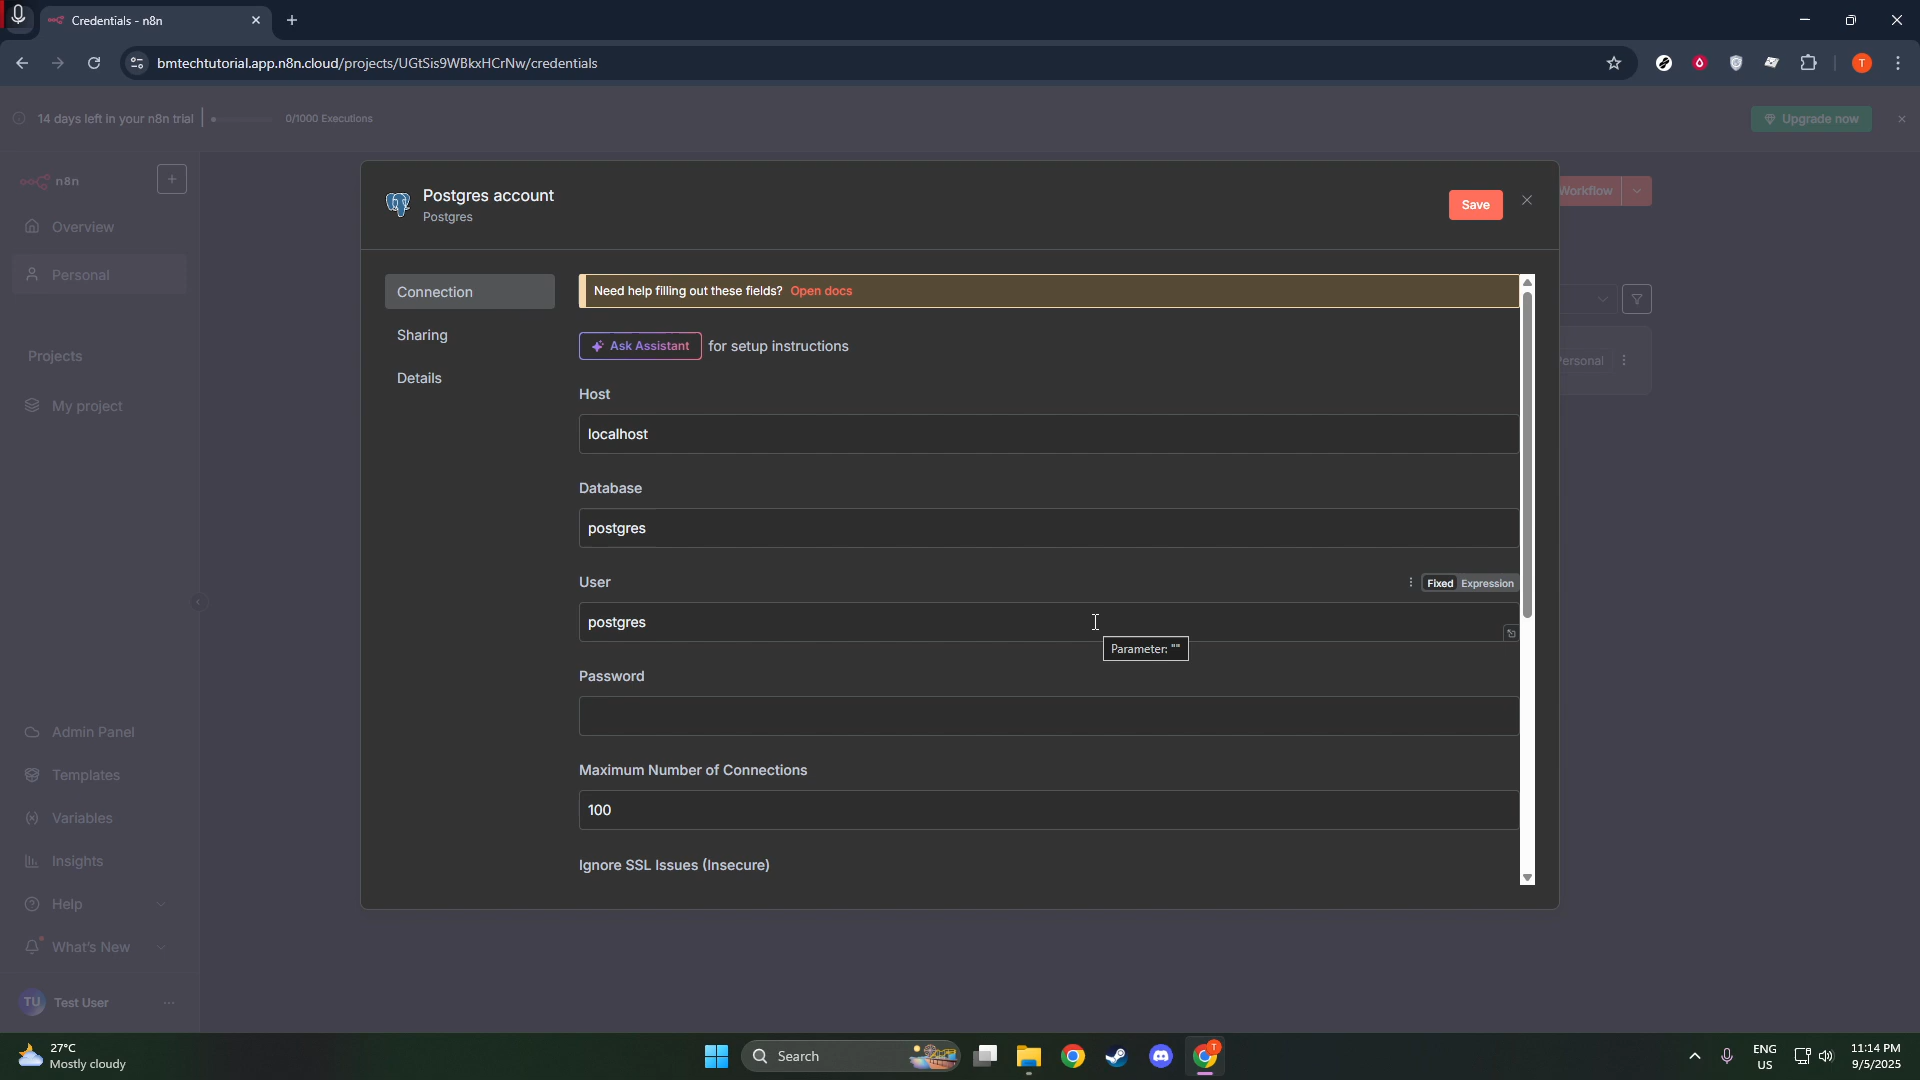 Credentials - n8n
bmtechtutorial.app.n8n.cloud/projects/UGtSis9WBkxHCrNw/credentials
T
14 days left in your n8n trial
0/1000 Executions
Upgrade now
n8n
Overview
Personal
Projects
My project
Admin Panel
Templates
Variables
Insights
Help
What's New
TU
Test User
Workflow
Personal
Postgres account
Postgres
Save
Connection
Sharing
Details
Need help filling out these fields? Open docs
Ask Assistant for setup instructions
Host
localhost
Database
postgres
User
Fixed Expression
postgres
Parameter: ""
Password
Maximum Number of Connections
100
Ignore SSL Issues (Insecure)
27°C
Mostly cloudy
Search
T
ENG
US
11:14 PM
9/5/2025